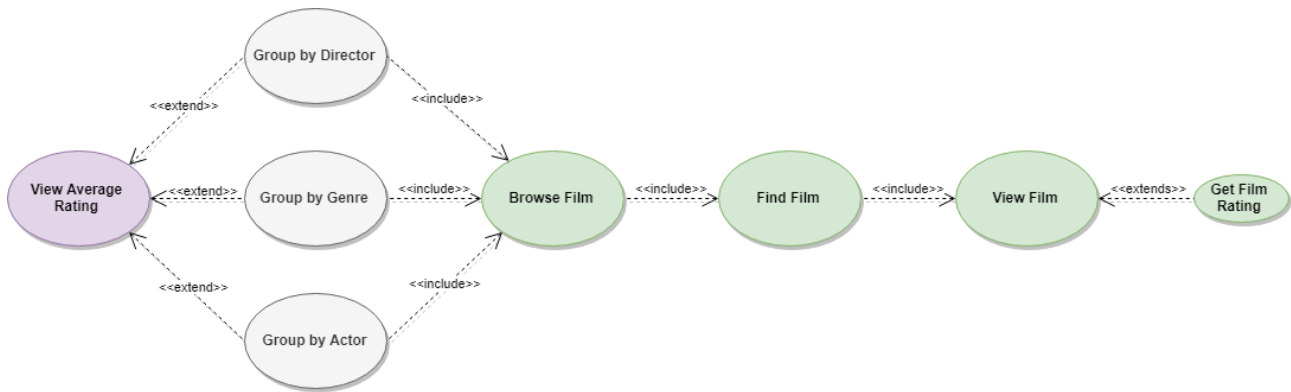 Group by Director
<<extend>>
<<include>>
View Average
Rating
<<extend>>
Group by Genre
<<include>>
Browse Film
<<include>>
Find Film
<<include>>
View Film
<<extends>>
Get Film
Rating
<<extend>>
<<include>>
Group by Actor